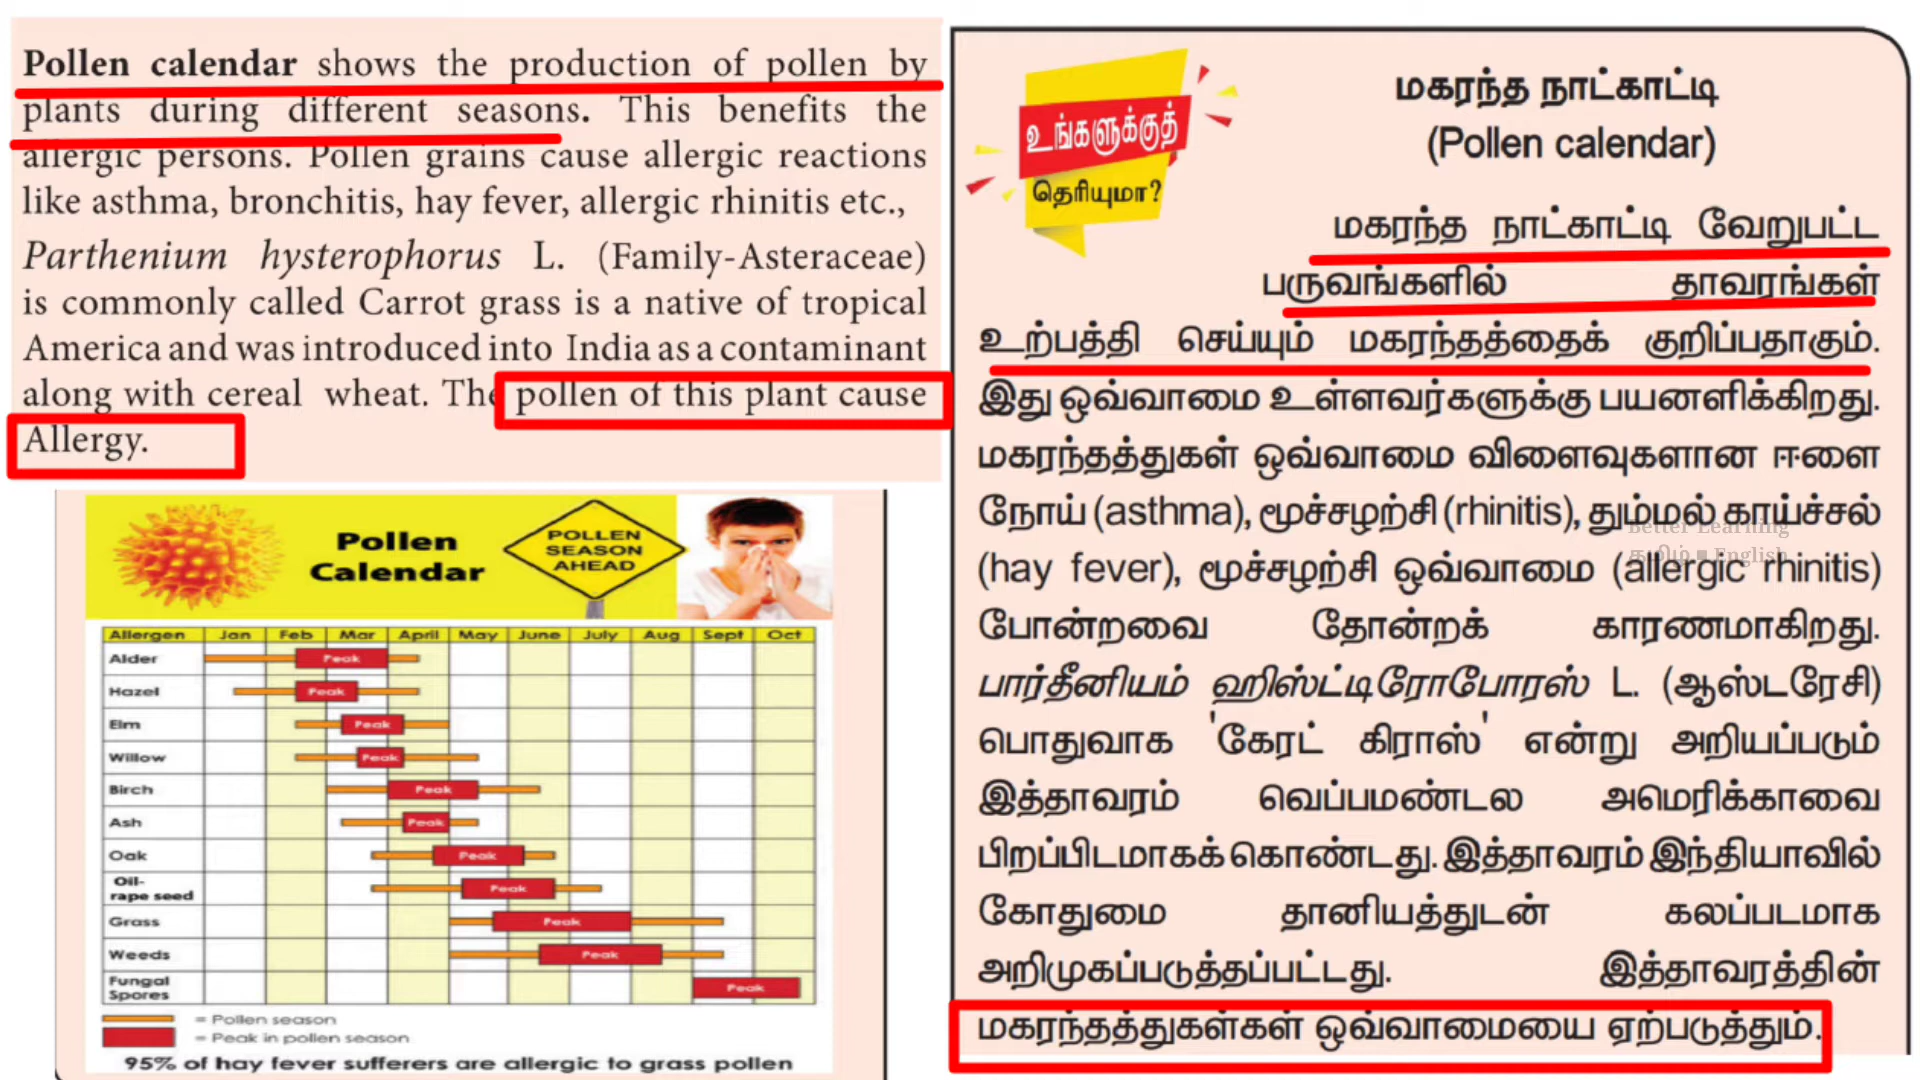 Pollen calendar shows the production of pollen by
plants during different seasons. This benefits the
allergic persons. Pollen grains cause allergic reactions
like asthma, bronchitis, hay fever, allergic rhinitis etc.,
Parthenium hysterophorus L. (Family-Asteraceae)
is commonly called Carrot grass is a native of tropical
America and was introduced into India as a contaminant
along with cereal wheat. The pollen of this plant cause
Allergy.
Pollen
Calendar
POLLEN
SEASON
AHEAD
Allergen Jan Feb Mar April May June July Aug Sept Oct
Alder Peak
Hazel Peak
Elm Peak
Willow Peak
Birch Peak
Ash Peak
Oak Peak
Oil-
rape seed Peak
Grass Peak
Weeds Peak
Fungal
Spores Peak
= Pollen season
= Peak in pollen season
95% of hay fever sufferers are allergic to grass pollen
உங்களுக்குத்
தெரியுமா?
மகரந்த நாட்காட்டி
(Pollen calendar)
மகரந்த நாட்காட்டி வேறுபட்ட
பருவங்களில் தாவரங்கள்
உற்பத்தி செய்யும் மகரந்தத்தைக் குறிப்பதாகும்.
இது ஒவ்வாமை உள்ளவர்களுக்கு பயனளிக்கிறது.
மகரந்தத்துகள் ஒவ்வாமை விளைவுகளான ஈளை
நோய் (asthma), மூச்சழற்சி (rhinitis), தும்மல் காய்ச்சல்
(hay fever), மூச்சழற்சி ஒவ்வாமை (allergic rhinitis)
போன்றவை தோன்றக் காரணமாகிறது.
பார்தீனியம் ஹிஸ்ட்டிரோபோரஸ் L. (ஆஸ்டரேசி)
பொதுவாக 'கேரட் கிராஸ்' என்று அறியப்படும்
இத்தாவரம் வெப்பமண்டல அமெரிக்காவை
பிறப்பிடமாகக் கொண்டது. இத்தாவரம் இந்தியாவில்
கோதுமை தானியத்துடன் கலப்படமாக
அறிமுகப்படுத்தப்பட்டது. இத்தாவரத்தின்
மகரந்தத்துகள்கள் ஒவ்வாமையை ஏற்படுத்தும்.
Better Learning
தமிழ் ■ English